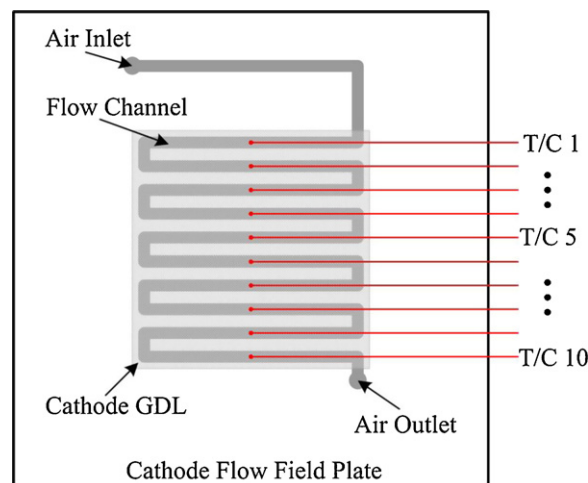 Air Inlet
Flow Channel
T/C 1
T/C 5
T/C 10
Cathode GDL
Air Outlet
Cathode Flow Field Plate